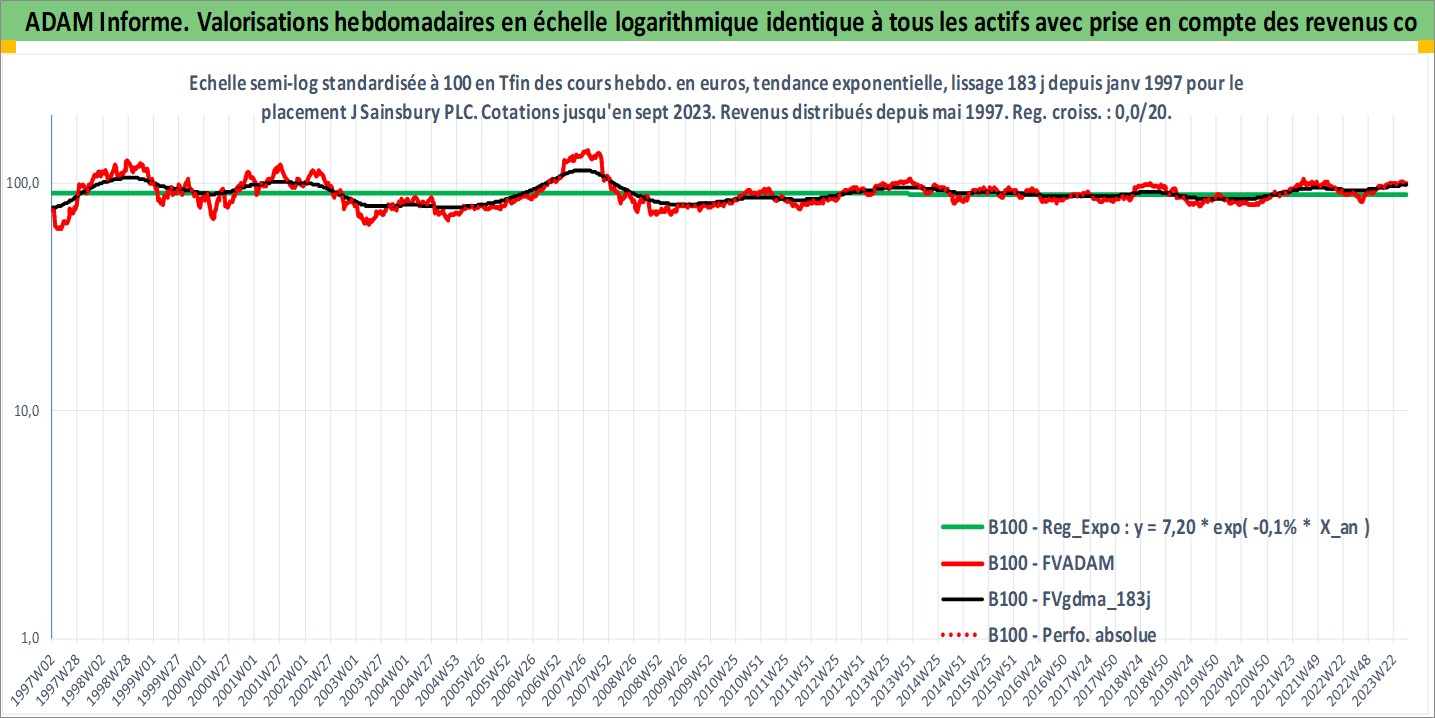 ADAM Informe. Valorisations hebdomadaires en échelle logarithmique identique à tous les actifs avec prise en compte des revenus co
Echelle semi-log standardisée à 100 en Tfin des cours hebdo. en euros, tendance exponentielle, lissage 183 j depuis janv 1997 pour le
placement J Sainsbury PLC. Cotations jusqu'en sept 2023. Revenus distribués depuis mai 1997. Reg. croiss. : 0,0/20.
100,0
10,0
1,0
B100 - Reg_Expo : y = 7,20 * exp( -0,1% * X_an )
B100 - FVADAM
B100 - FVgdma_183j
B100 - Perfo. absolue
1997W02
1997W28
1998W02
1998W28
1999W01
1999W27
2000W01
2000W27
2001W01
2001W27
2002W01
2002W27
2003W01
2003W27
2004W01
2004W27
2004W53
2005W26
2005W52
2006W26
2006W52
2007W26
2007W52
2008W26
2008W52
2009W26
2009W52
2010W25
2010W51
2011W25
2011W51
2012W25
2012W51
2013W25
2013W51
2014W25
2014W51
2015W25
2015W51
2016W24
2016W50
2017W24
2017W50
2018W24
2018W50
2019W24
2019W50
2020W24
2020W50
2021W23
2021W49
2022W22
2022W48
2023W22